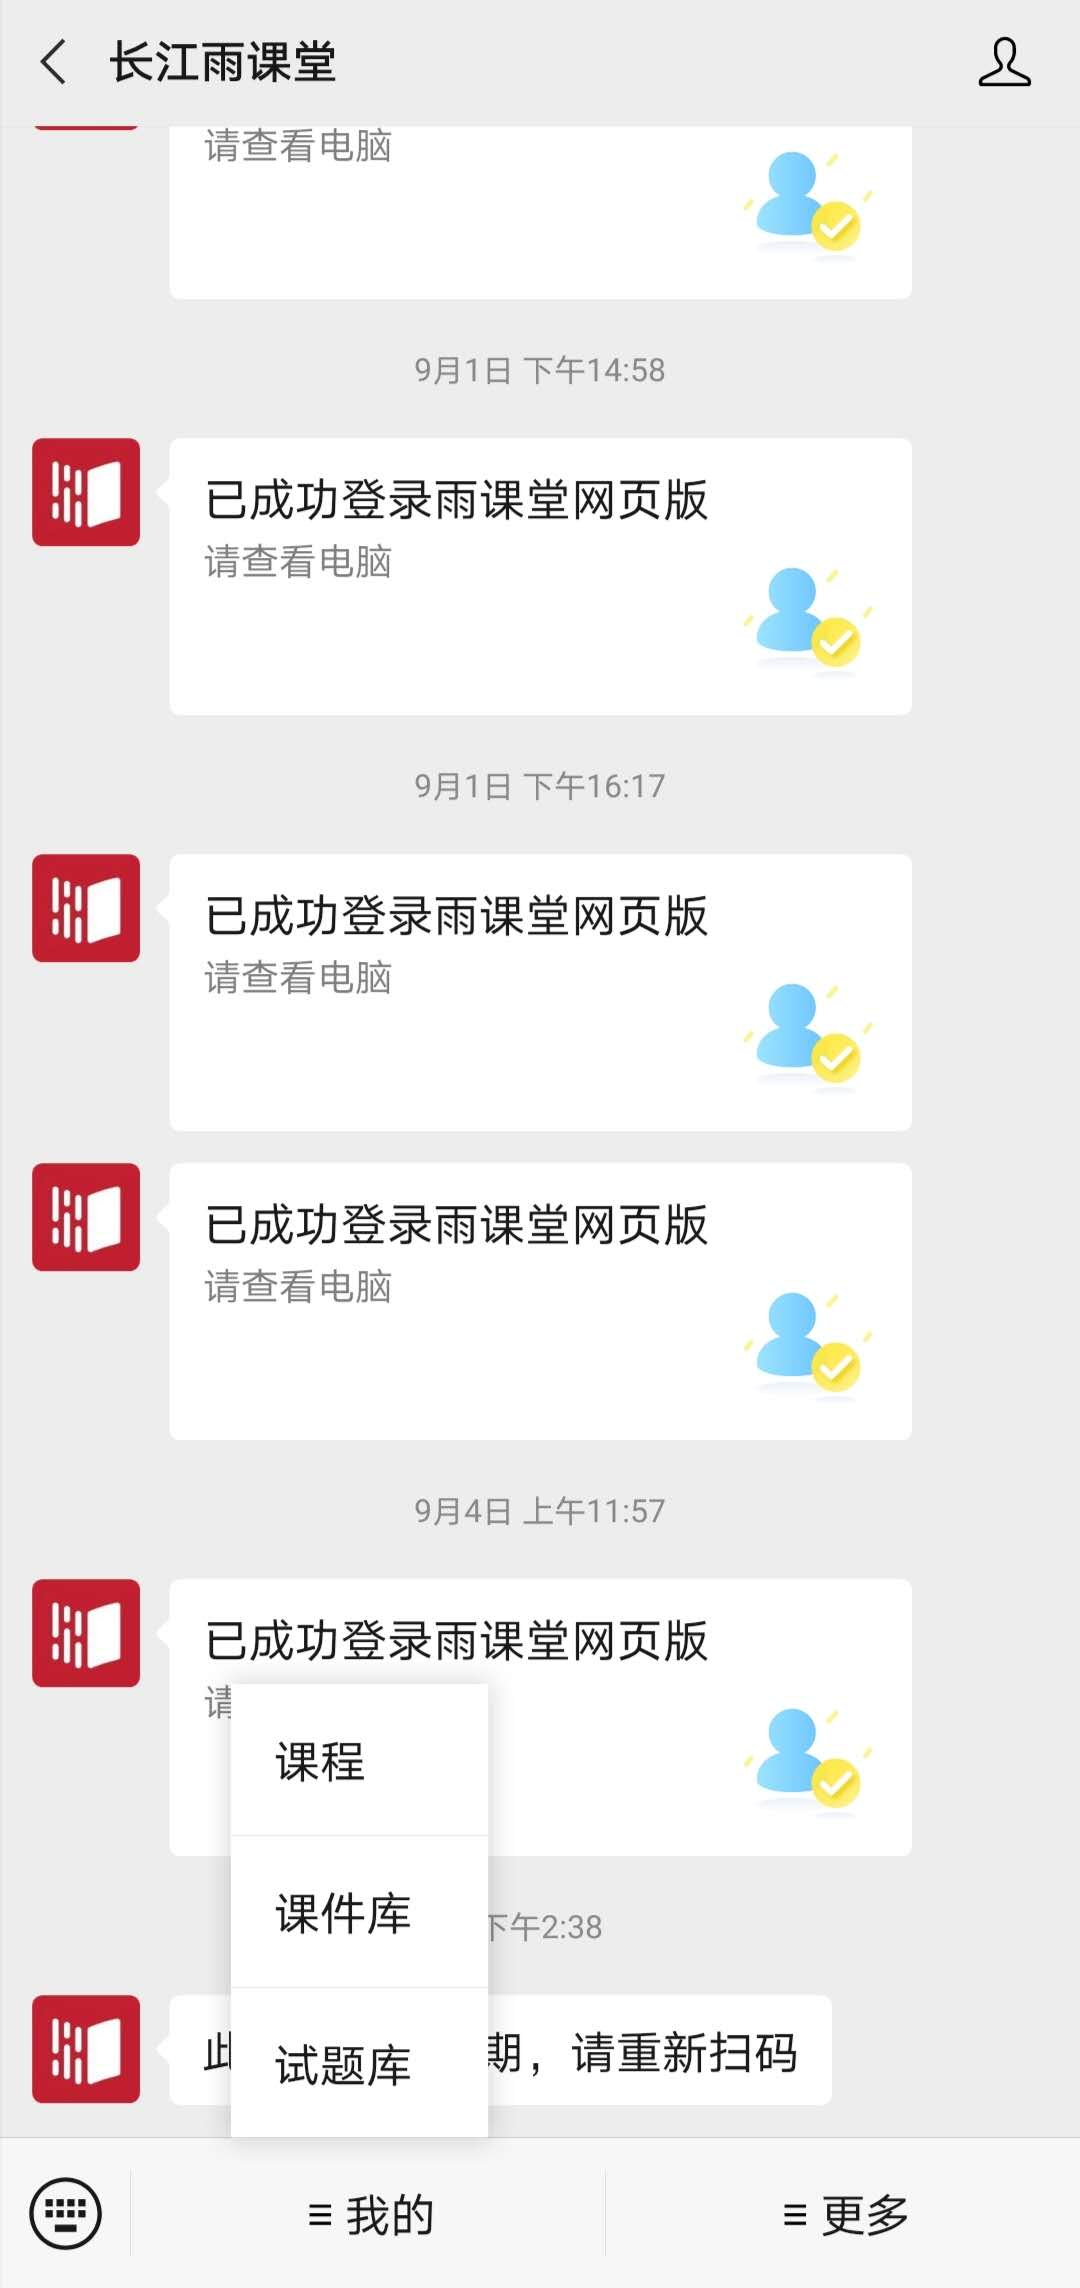 长江雨课堂
请查看电脑
9月1日 下午14:58
已成功登录雨课堂网页版
请查看电脑
9月1日 下午16:17
已成功登录雨课堂网页版
请查看电脑
已成功登录雨课堂网页版
请查看电脑
9月4日 上午11:57
已成功登录雨课堂网页版
请
课程
课件库
下午2:38
此 期，请重新扫码
试题库
我的
更多